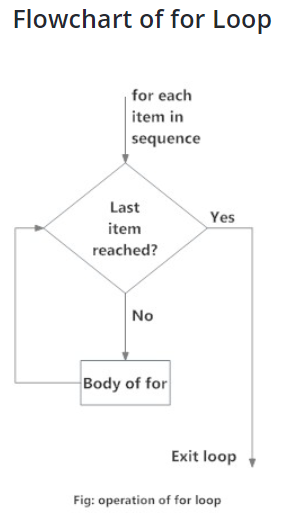 Flowchart of for Loop
for each
item in
sequence
Last
item
reached?
Yes
No
Body of for
Exit loop
Fig: operation of for loop